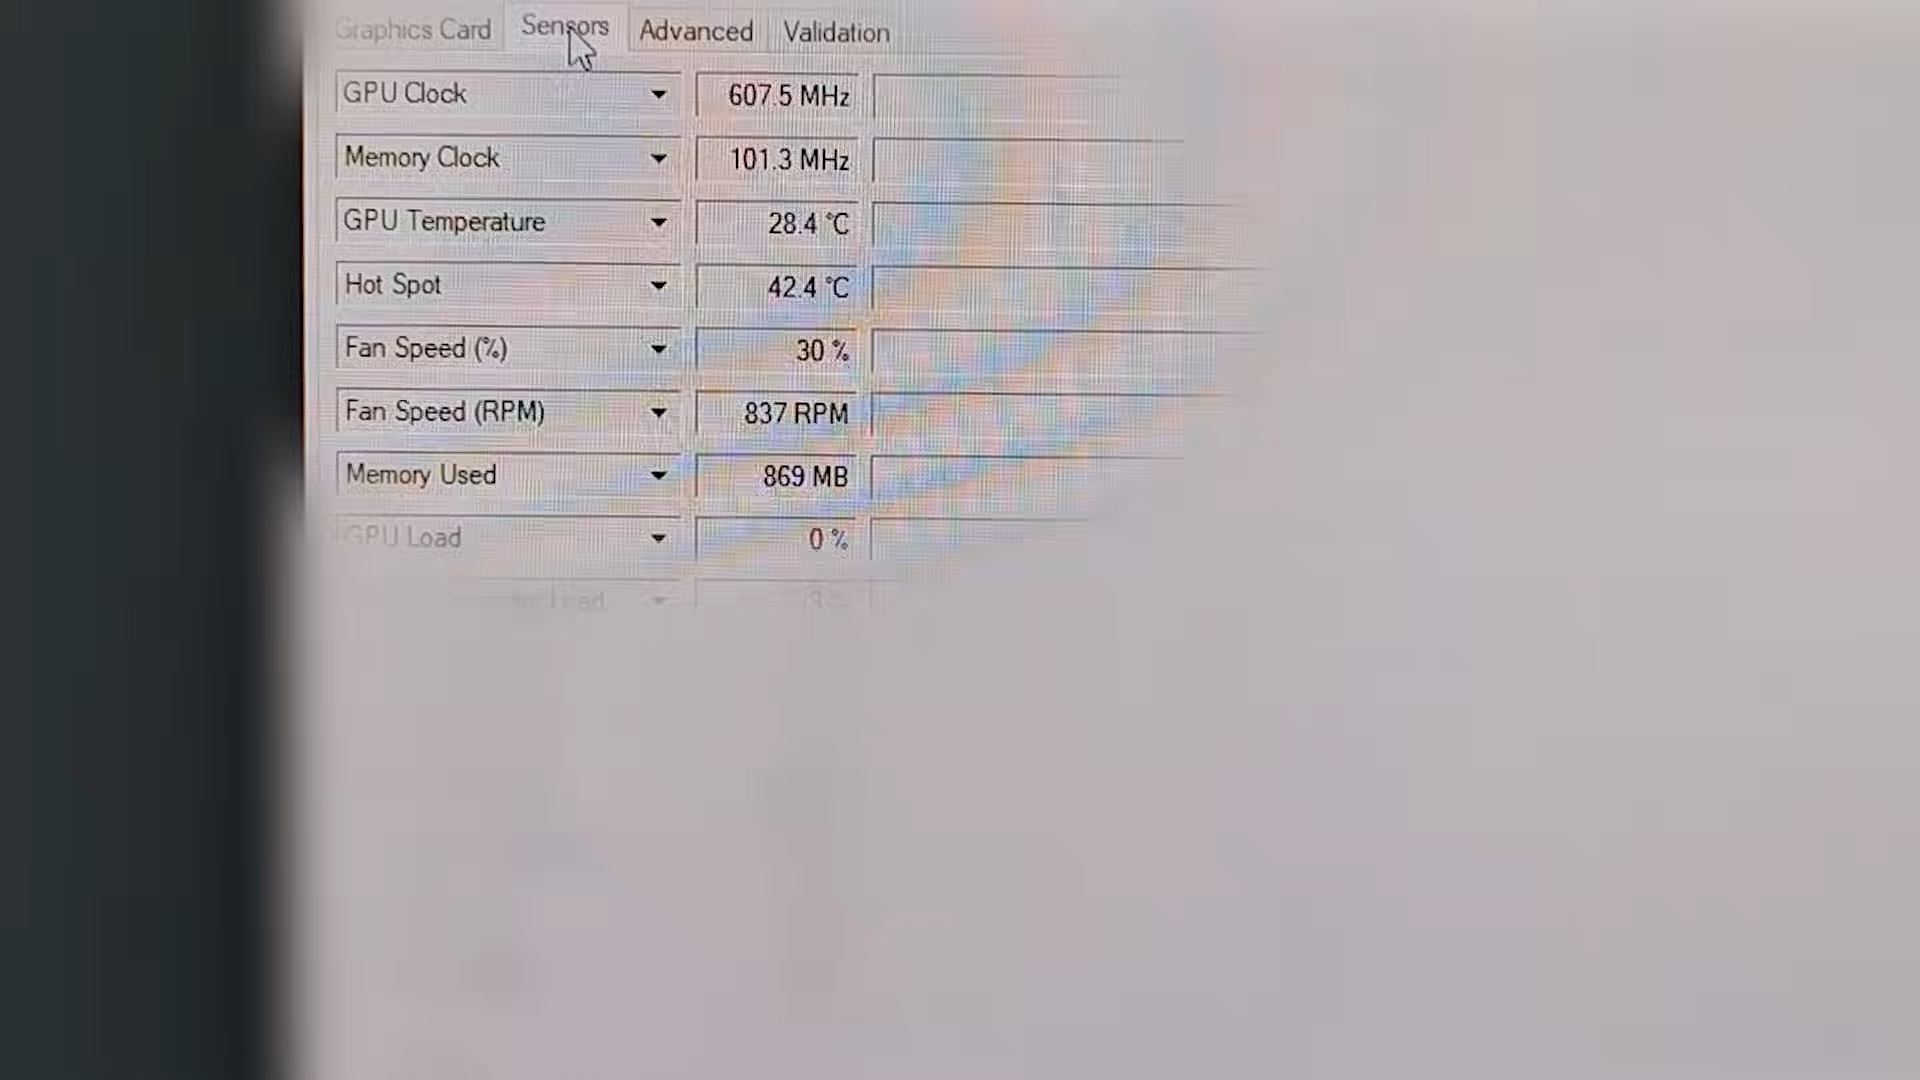 Graphics Card Sensors Advanced Validation
GPU Clock 607.5 MHz
Memory Clock 101.3 MHz
GPU Temperature 28.4 °C
Hot Spot 42.4 °C
Fan Speed (%) 30 %
Fan Speed (RPM) 837 RPM
Memory Used 869 MB
GPU Load 0 %
Load